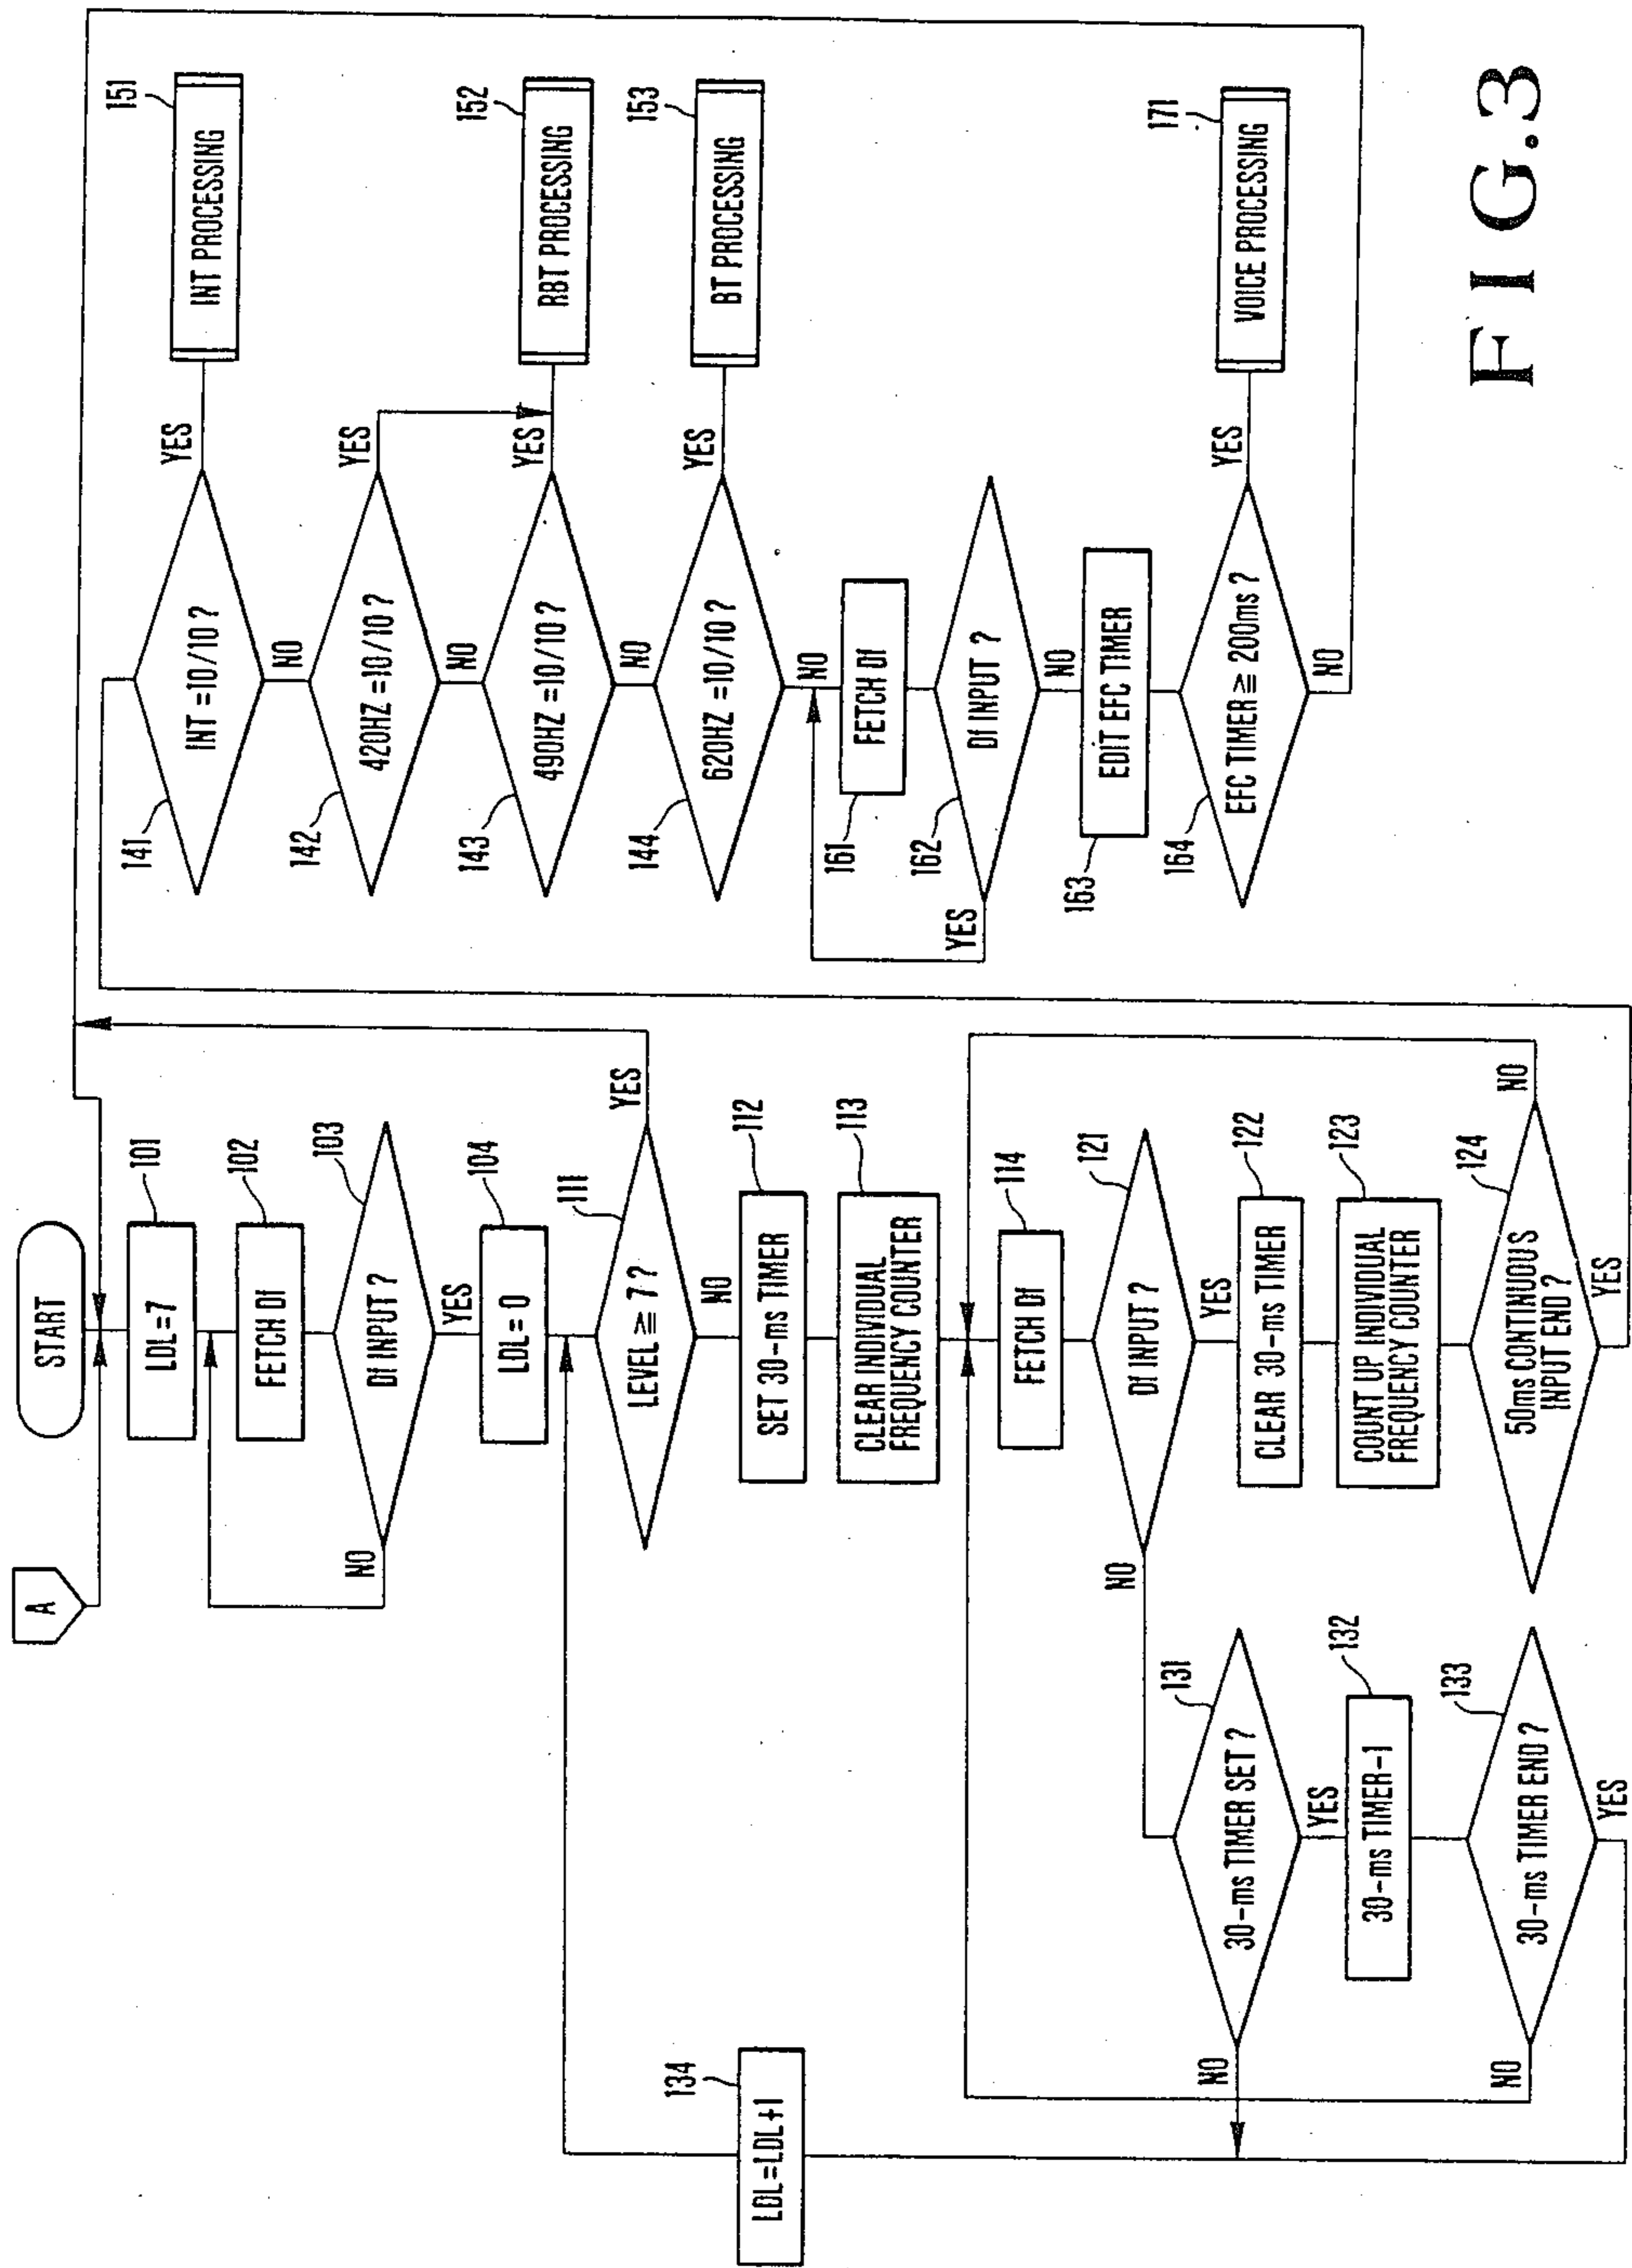 A
START
LDL=7
101
FETCH Df
102
Df INPUT ?
103
NO
YES
LDL=0
104
LEVEL ≧ 7 ?
111
YES
NO
SET 30-ms TIMER
112
CLEAR INDIVIDUAL
FREQUENCY COUNTER
113
FETCH Df
114
Df INPUT ?
121
NO
YES
CLEAR 30-ms TIMER
122
COUNT UP INDIVIDUAL
FREQUENCY COUNTER
123
50ms CONTINUOUS
INPUT END ?
124
NO
YES
30-ms TIMER SET ?
131
NO
YES
30-ms TIMER-1
132
30-ms TIMER END ?
133
NO
YES
LDL=LDL+1
134
INT =10/10 ?
141
YES
INT PROCESSING
151
NO
420HZ =10/10 ?
142
YES
NO
490HZ =10/10 ?
143
YES
RBT PROCESSING
152
NO
620HZ =10/10 ?
144
YES
BT PROCESSING
153
NO
FETCH Df
161
Df INPUT ?
162
YES
NO
EDIT EFC TIMER
163
EFC TIMER ≧ 200ms ?
164
YES
VOICE PROCESSING
171
NO
FIG.3